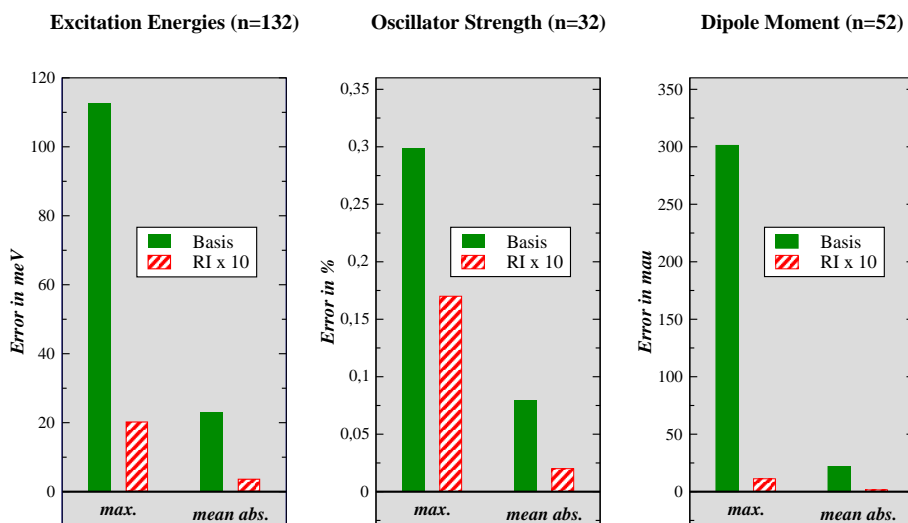 Excitation Energies (n=132)
120
100
80
60
40
20
0
Error in meV
Basis
RI x 10
max.
mean abs.
Oscillator Strength (n=32)
0,35
0,3
0,25
0,2
0,15
0,1
0,05
0
Error in %
Basis
RI x 10
max.
mean abs.
Dipole Moment (n=52)
350
300
250
200
150
100
50
0
Error in mau
Basis
RI x 10
max.
mean abs.